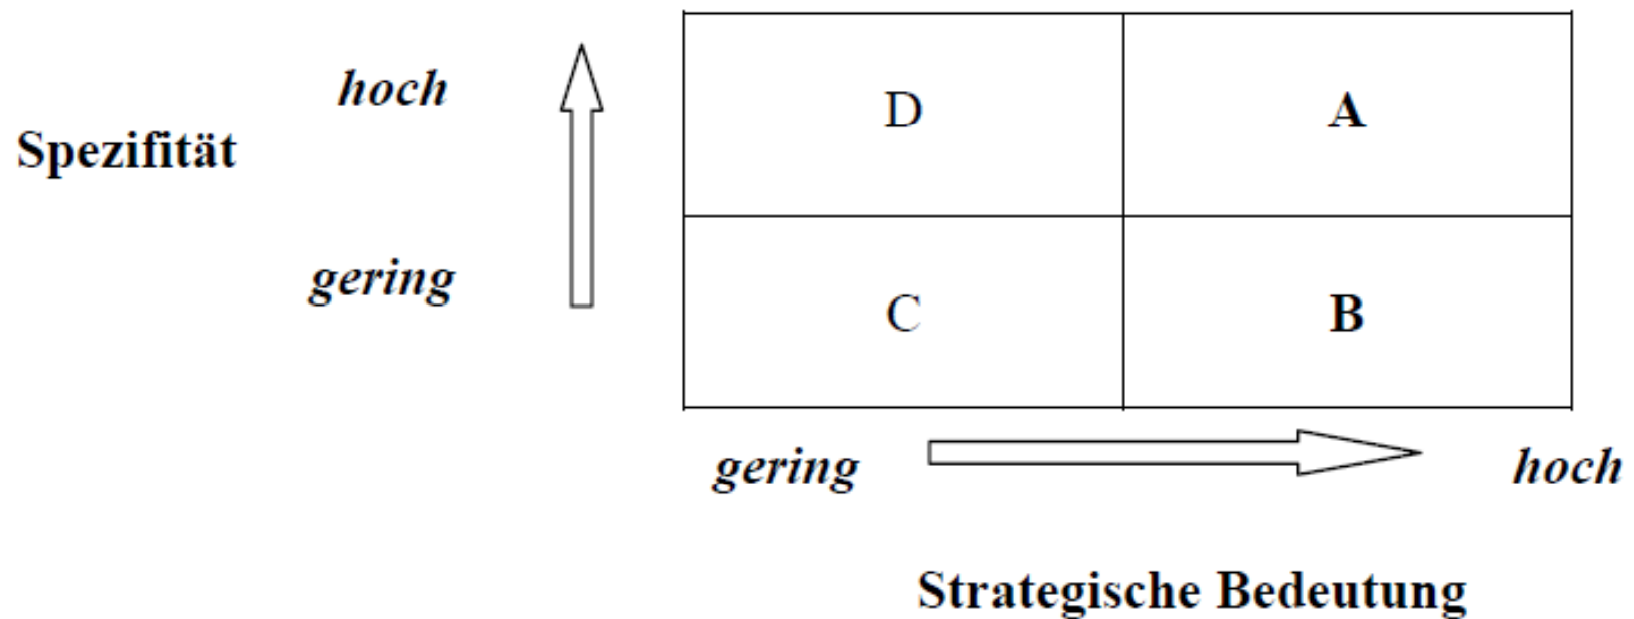 hoch
D
A
Spezifität
gering
C
B
gering
hoch
Strategische Bedeutung